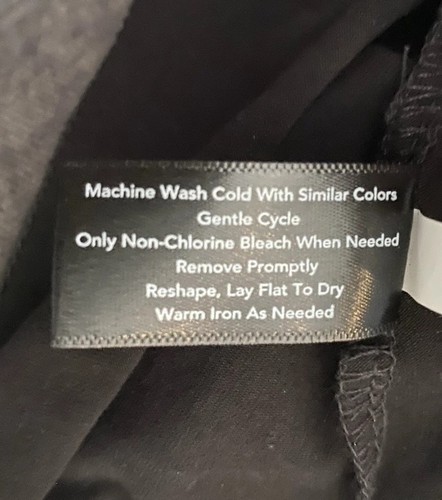 Machine Wash Cold With Similar Colors
Gentle Cycle
Only Non-Chlorine Bleach When Needed
Remove Promptly
Reshape, Lay Flat To Dry
Warm Iron As Needed